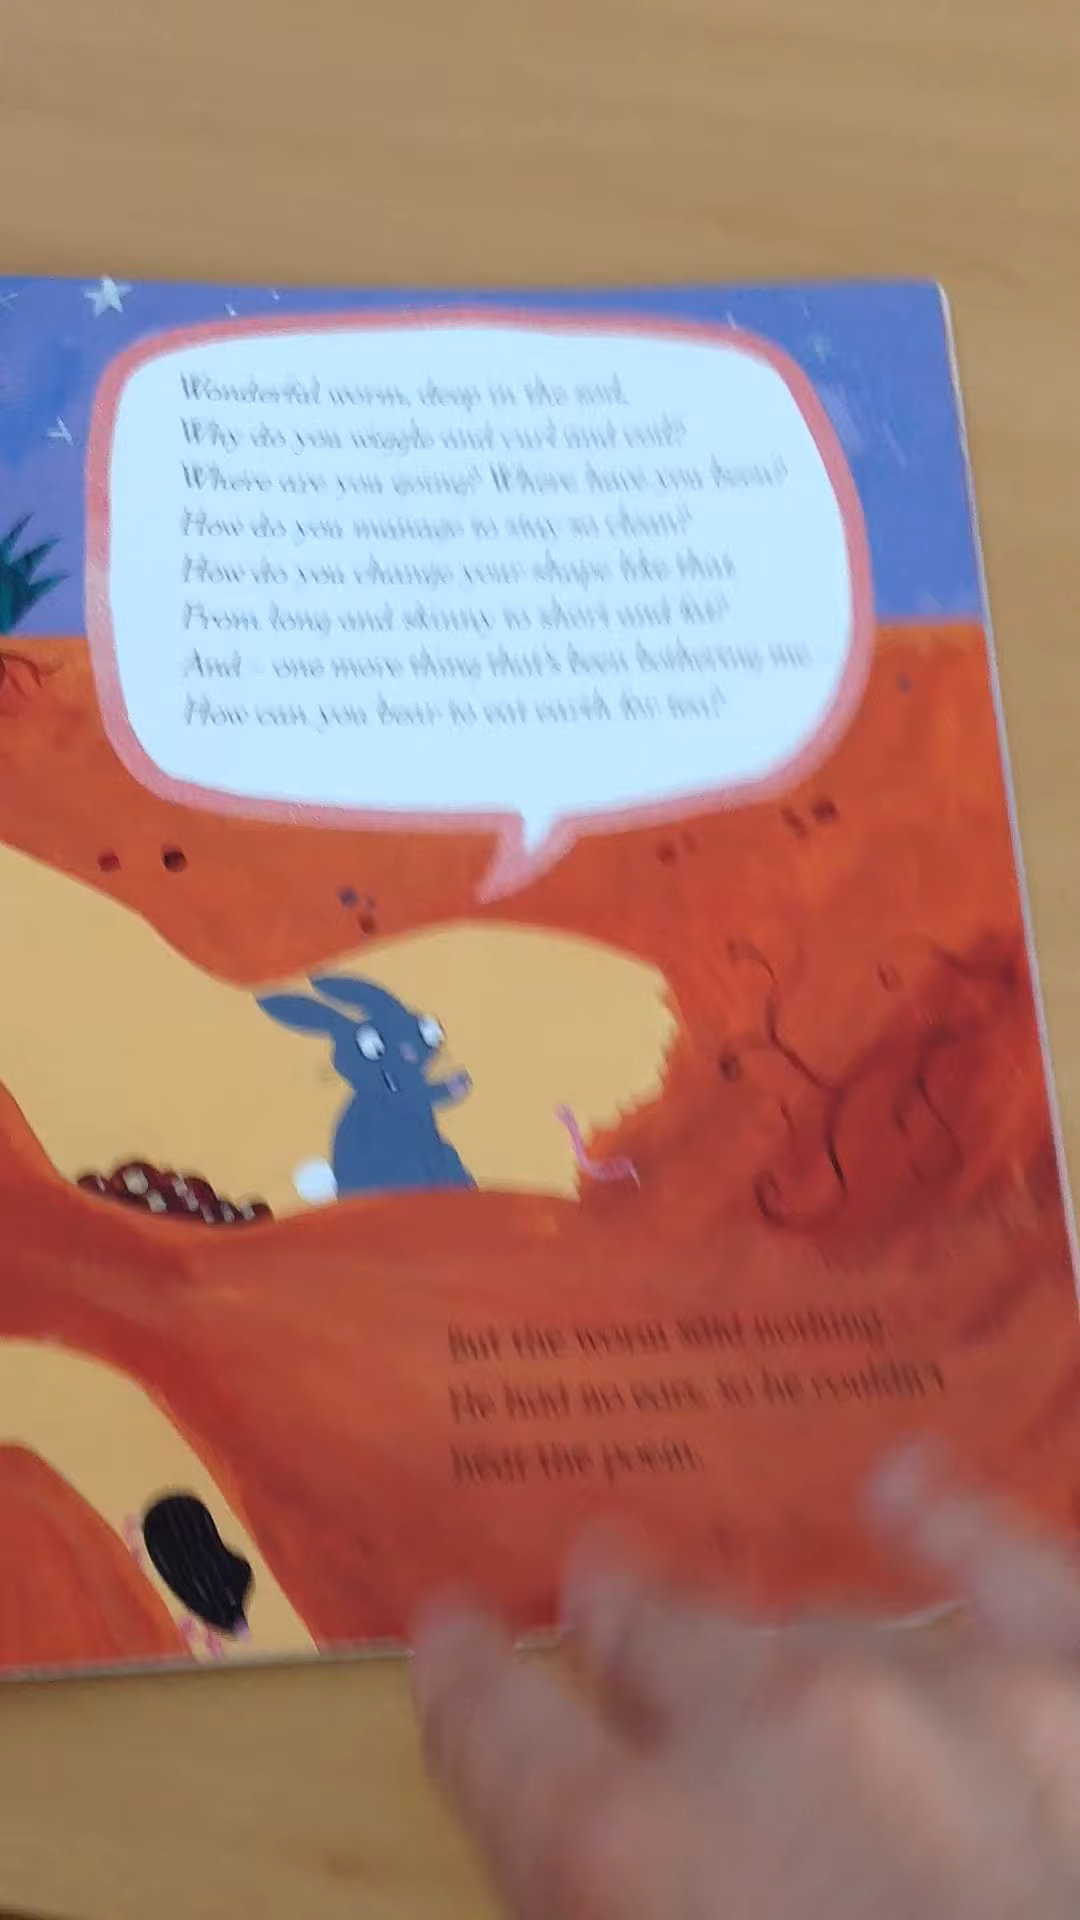 Wonderful worm, deep in the soil,
Why do you wiggle and curl and coil?
Where are you going? Where have you been?
How do you manage to stay so clean?
How do you change your shape like that
From long and skinny to short and fat?
And - one more thing that's been bothering me -
How can you bear to eat earth for tea?
But the worm said nothing.
He had no ears, so he couldn't
hear the poem.